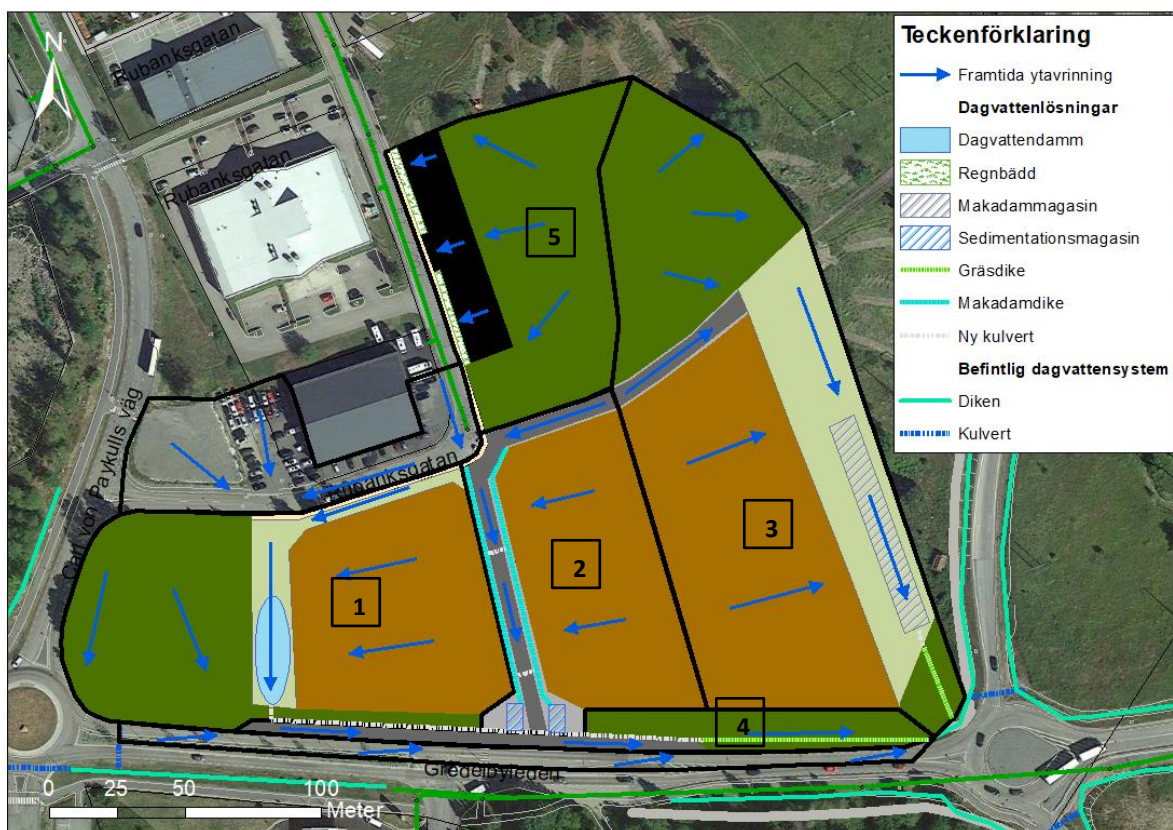 Teckenförklaring
Framtida ytavrinning
Dagvattenlösningar
Dagvattendamm
Regnbädd
Makadammagasin
Sedimentationsmagasin
Gräsdike
Makadamdike
Ny kulvert
Befintlig dagvattensystem
Diken
Kulvert
N
Rubanksgatan
Rubanksgatan
Rubanksgatan
Carl von Paykulls väg
Gredelbyleden
5
3
2
1
4
0 25 50 100
Meter